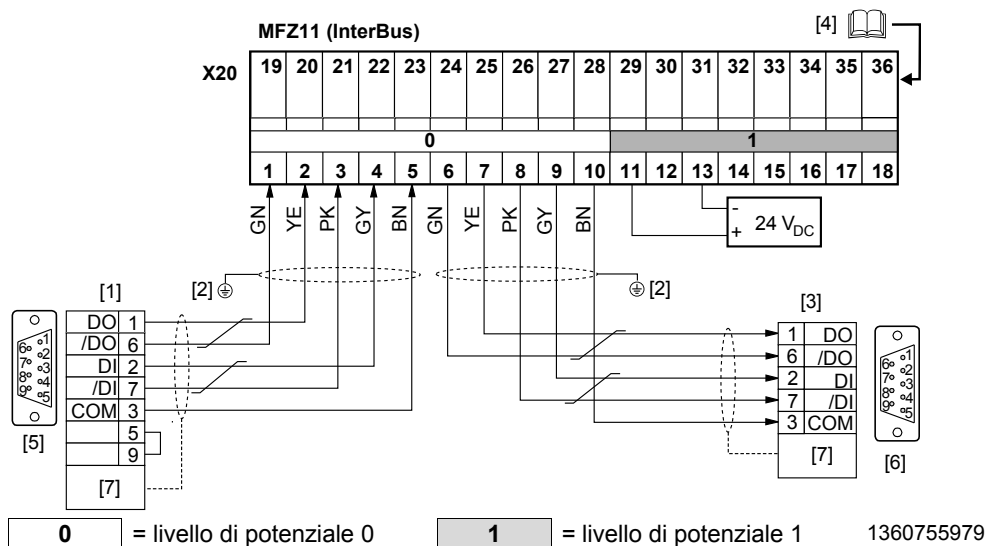 MFZ11 (InterBus)
[4]
X20
19 20 21 22 23 24 25 26 27 28 29 30 31 32 33 34 35 36
0 1
1 2 3 4 5 6 7 8 9 10 11 12 13 14 15 16 17 18
GN YE PK GY BN GN YE PK GY BN
-
+ 24 VDC
[2] [2]
[1]
DO 1
/DO 6
DI 2
/DI 7
COM 3
5
9
[7]
6 1
7 2
8 3
9 4
5
[5]
[3]
1 DO
6 /DO
2 DI
7 /DI
3 COM
[7]
6 1
7 2
8 3
9 4
5
[6]
0 = livello di potenziale 0 1 = livello di potenziale 1 1360755979